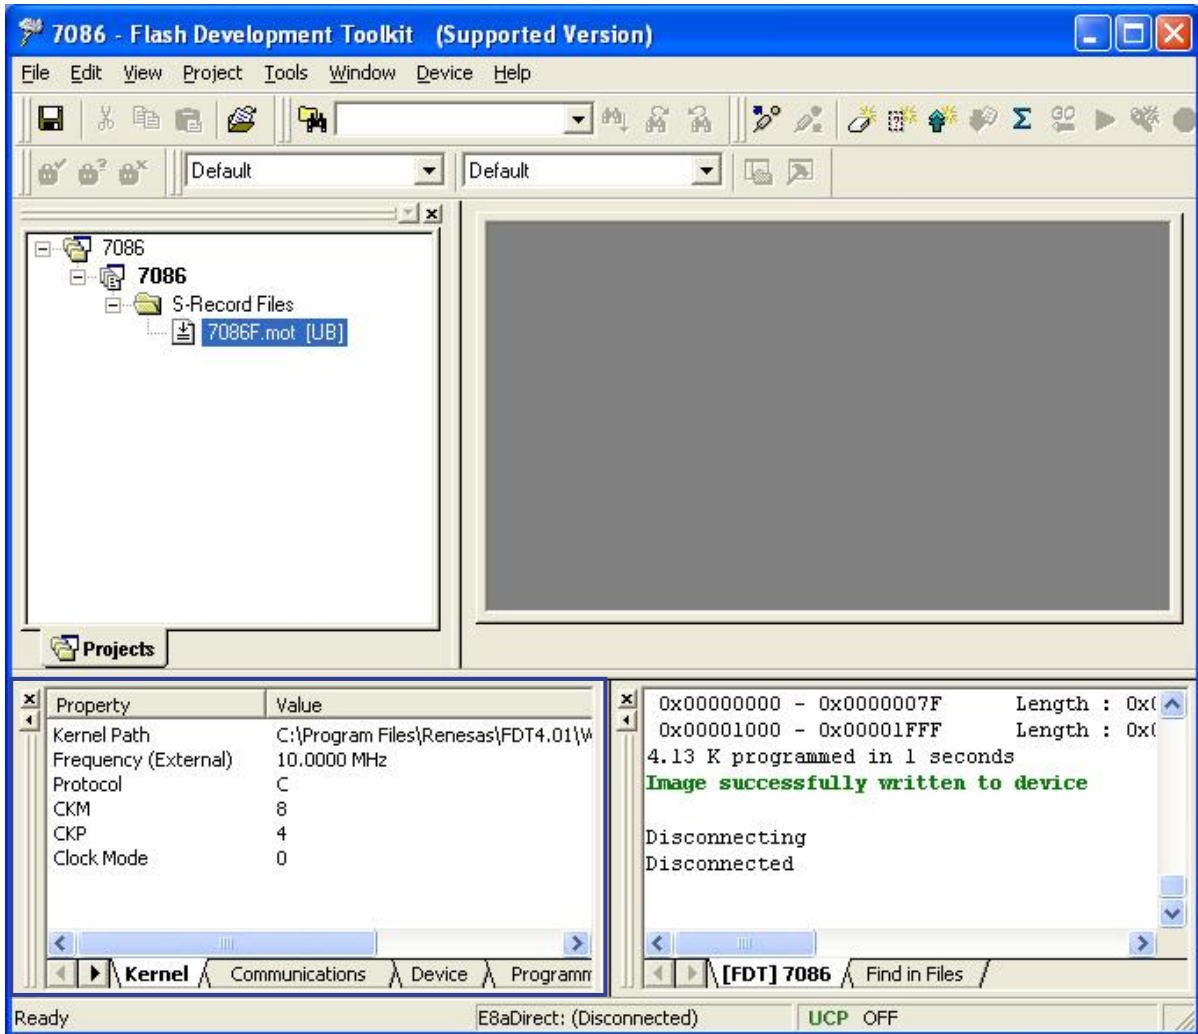 7086 - Flash Development Toolkit (Supported Version)
File Edit View Project Tools Window Device Help
GO
Default Default
7086
7086
S-Record Files
7086F.mot [UB]
Projects
Property Value
Kernel Path C:\Program Files\Renesas\FDT4.01\
Frequency (External) 10.0000 MHz
Protocol C
CKM 8
CKP 4
Clock Mode 0
Kernel Communications Device Programm
0x00000000 - 0x0000007F Length : 0x(
0x00001000 - 0x00001FFF Length : 0x(
4.13 K programmed in 1 seconds
Image successfully written to device
Disconnecting
Disconnected
[FDT] 7086 Find in Files
Ready E8aDirect: (Disconnected) UCP OFF